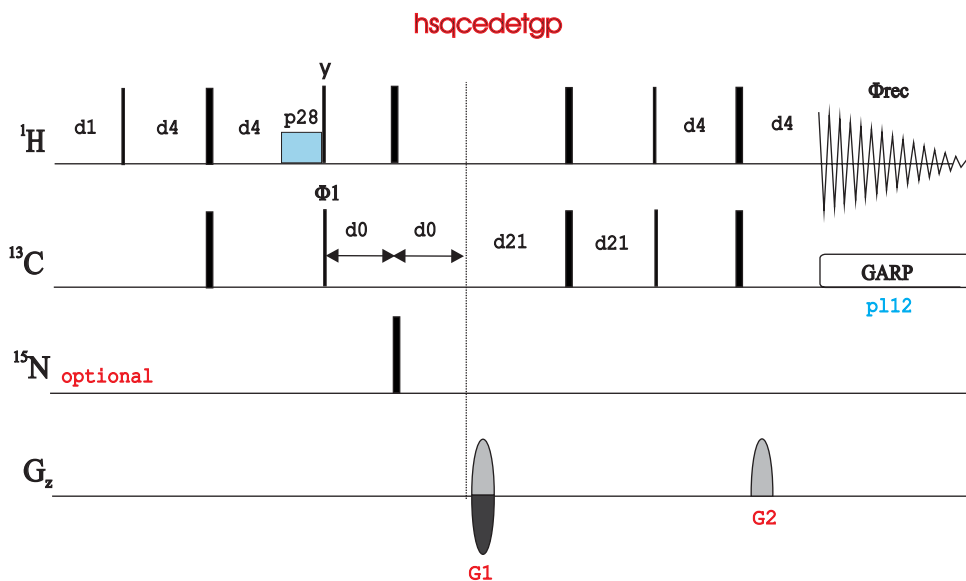 hsqcedetgp
y
Φrec
¹H d1 d4 d4 p28 d4 d4
Φ1
¹³C d0 d0 d21 d21 GARP
pl12
¹⁵N optional
Gz
G1 G2